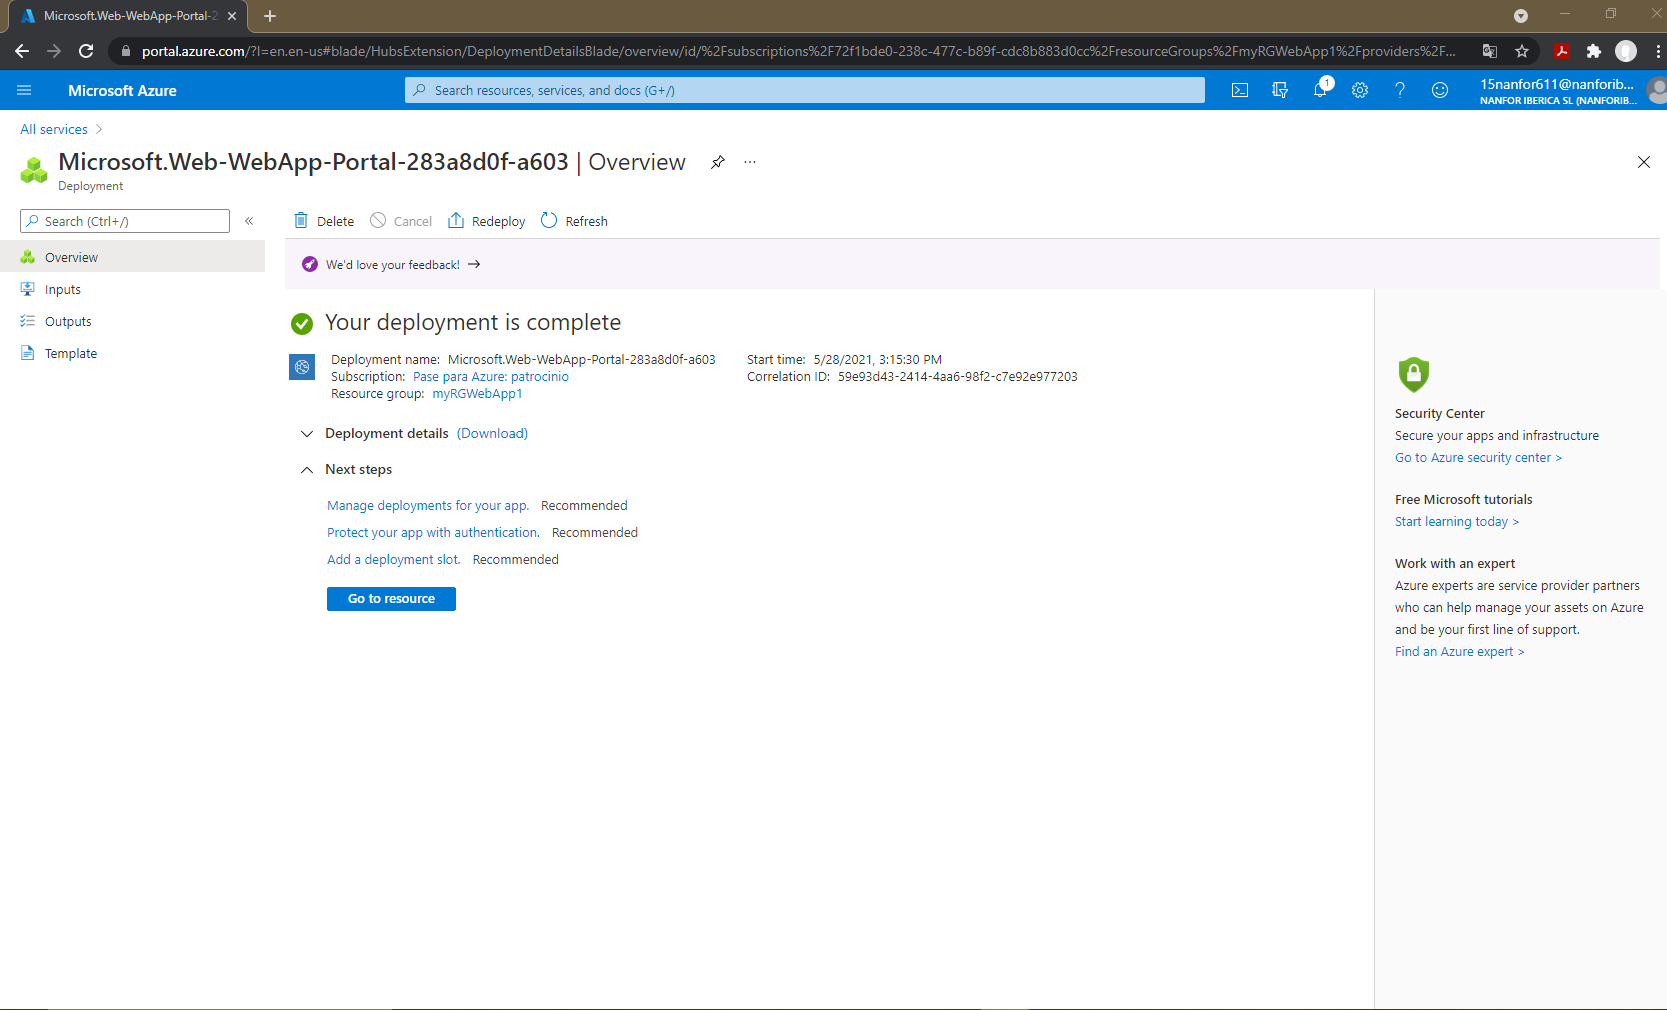 Microsoft.Web-WebApp-Portal-2
portal.azure.com/?l=en.en-us#blade/HubsExtension/DeploymentDetailsBlade/overview/id/%2Fsubscriptions%2F72f1bde0-238c-477c-b89f-cdc8b883d0cc%2FresourceGroups%2FmyRGWebApp1%2Fproviders%2F...
Microsoft Azure
Search resources, services, and docs (G+/)
1
15nanfor611@nanforib...
NANFOR IBERICA SL (NANFORIB...
All services
Microsoft.Web-WebApp-Portal-283a8d0f-a603 | Overview
Deployment
Search (Ctrl+/)
Delete
Cancel
Redeploy
Refresh
Overview
Inputs
Outputs
Template
We'd love your feedback! →
Your deployment is complete
Deployment name: Microsoft.Web-WebApp-Portal-283a8d0f-a603
Subscription: Pase para Azure: patrocinio
Resource group: myRGWebApp1
Start time: 5/28/2021, 3:15:30 PM
Correlation ID: 59e93d43-2414-4aa6-98f2-c7e92e977203
Deployment details (Download)
Next steps
Manage deployments for your app. Recommended
Protect your app with authentication. Recommended
Add a deployment slot. Recommended
Go to resource
Security Center
Secure your apps and infrastructure
Go to Azure security center >
Free Microsoft tutorials
Start learning today >
Work with an expert
Azure experts are service provider partners
who can help manage your assets on Azure
and be your first line of support.
Find an Azure expert >